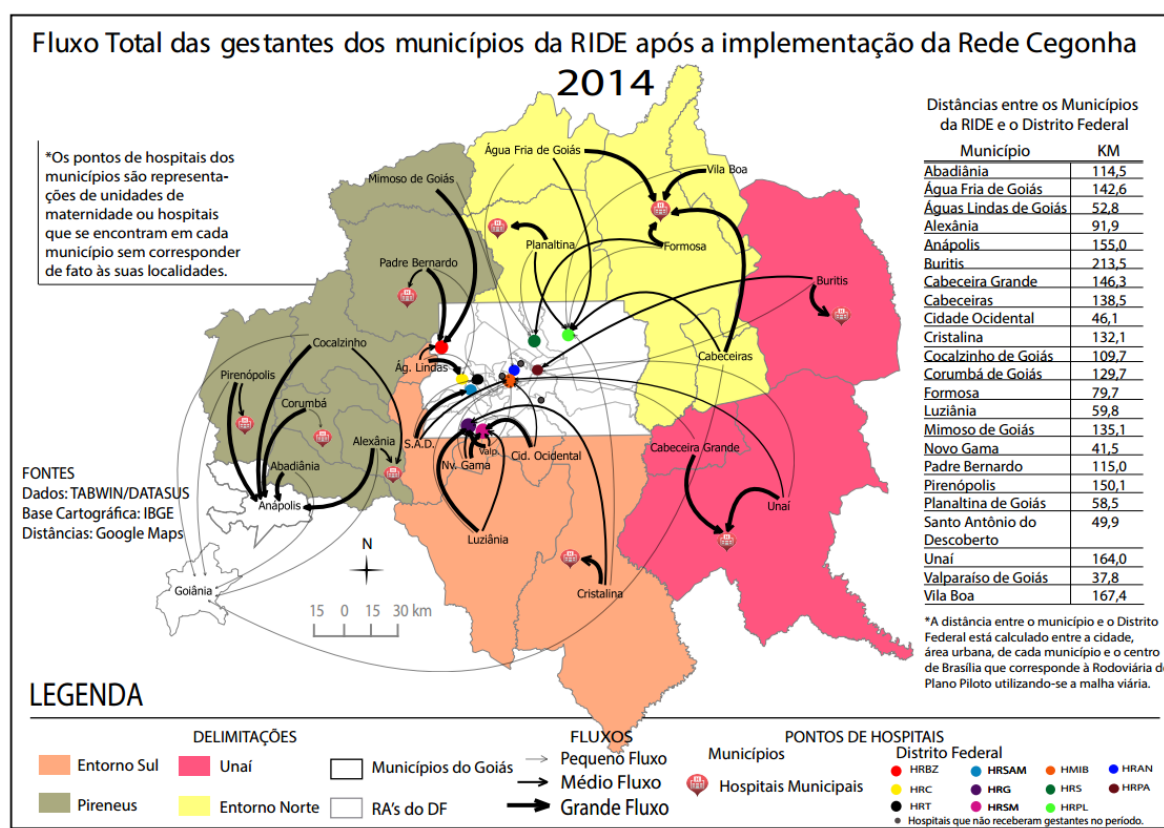 Fluxo Total das gestantes dos municípios da RIDE após a implementação da Rede Cegonha
2014
*Os pontos de hospitais dos
municípios são representa-
ções de unidades de
maternidade ou hospitais
que se encontram em cada
município sem corresponder
de fato às suas localidades.
Água Fria de Goiás
Mimoso de Goiás
Vila Boa
Planaltina
Formosa
Padre Bernardo
Buritis
Cocalzinho
Cabeceiras
Ág. Lindas
Pirenópolis
Corumbá
Alexânia
S.A.D.
Valp.
Nv. Gama
Cid. Ocidental
Cabeceira Grande
Abadiânia
Anápolis
Unaí
Luziânia
Goiânia
Cristalina
FONTES
Dados: TABWIN/DATASUS
Base Cartográfica: IBGE
Distâncias: Google Maps
N
15 0 15 30 km
Distâncias entre os Municípios
da RIDE e o Distrito Federal
Município KM
Abadiânia 114,5
Água Fria de Goiás 142,6
Águas Lindas de Goiás 52,8
Alexânia 91,9
Anápolis 155,0
Buritis 213,5
Cabeceira Grande 146,3
Cabeceiras 138,5
Cidade Ocidental 46,1
Cristalina 132,1
Cocalzinho de Goiás 109,7
Corumbá de Goiás 129,7
Formosa 79,7
Luziânia 59,8
Mimoso de Goiás 135,1
Novo Gama 41,5
Padre Bernardo 115,0
Pirenópolis 150,1
Planaltina de Goiás 58,5
Santo Antônio do 49,9
Descoberto
Unaí 164,0
Valparaíso de Goiás 37,8
Vila Boa 167,4
*A distância entre o município e o Distrito
Federal está calculado entre a cidade,
área urbana, de cada município e o centro
de Brasília que corresponde à Rodoviária do
Plano Piloto utilizando-se a malha viária.
LEGENDA
DELIMITAÇÕES
Entorno Sul
Unaí
Municípios do Goiás
Pireneus
Entorno Norte
RA's do DF
FLUXOS
Pequeno Fluxo
Médio Fluxo
Grande Fluxo
PONTOS DE HOSPITAIS
Municípios
Hospitais Municipais
Distrito Federal
HRBZ HRSAM HMIB HRAN
HRC HRG HRS HRPA
HRT HRSM HRPL
Hospitais que não receberam gestantes no período.